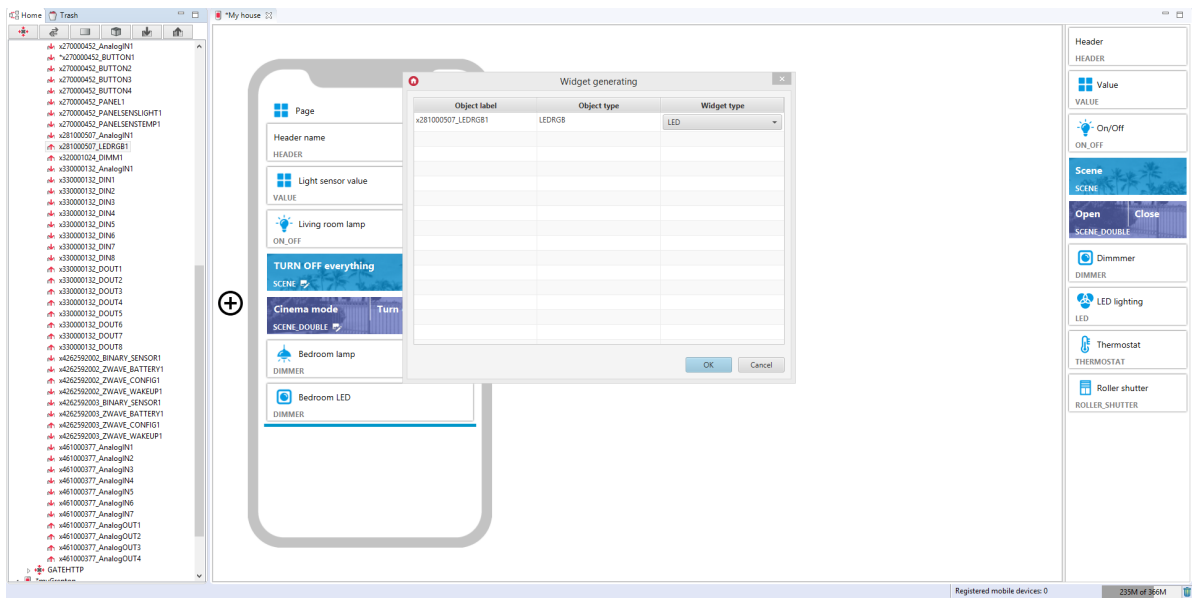 Home
Trash
*My house
x270000452_AnalogIN1
*x270000452_BUTTON1
x270000452_BUTTON2
x270000452_BUTTON3
x270000452_BUTTON4
x270000452_PANEL1
x270000452_PANELSENSLIGHT1
x270000452_PANELSENSTEMP1
x281000507_AnalogIN1
x281000507_LEDRGB1
x320001024_DIMM1
x330000132_AnalogIN1
x330000132_DIN1
x330000132_DIN2
x330000132_DIN3
x330000132_DIN4
x330000132_DIN5
x330000132_DIN6
x330000132_DIN7
x330000132_DIN8
x330000132_DOUT1
x330000132_DOUT2
x330000132_DOUT3
x330000132_DOUT4
x330000132_DOUT5
x330000132_DOUT6
x330000132_DOUT7
x330000132_DOUT8
x4262592002_BINARY_SENSOR1
x4262592002_ZWAVE_BATTERY1
x4262592002_ZWAVE_CONFIG1
x4262592002_ZWAVE_WAKEUP1
x4262592003_BINARY_SENSOR1
x4262592003_ZWAVE_BATTERY1
x4262592003_ZWAVE_CONFIG1
x4262592003_ZWAVE_WAKEUP1
x461000377_AnalogIN1
x461000377_AnalogIN2
x461000377_AnalogIN3
x461000377_AnalogIN4
x461000377_AnalogIN5
x461000377_AnalogIN6
x461000377_AnalogIN7
x461000377_AnalogOUT1
x461000377_AnalogOUT2
x461000377_AnalogOUT3
x461000377_AnalogOUT4
GATEHTTP
Page
Header name
HEADER
Light sensor value
VALUE
Living room lamp
ON_OFF
TURN OFF everything
SCENE
Cinema mode
Turn
SCENE_DOUBLE
Bedroom lamp
DIMMER
Bedroom LED
DIMMER
Widget generating
Object label
Object type
Widget type
x281000507_LEDRGB1
LEDRGB
LED
OK
Cancel
Header
HEADER
Value
VALUE
On/Off
ON_OFF
Scene
SCENE
Open
Close
SCENE_DOUBLE
Dimmmer
DIMMER
LED lighting
LED
Thermostat
THERMOSTAT
Roller shutter
ROLLER_SHUTTER
Registered mobile devices: 0
235M of 366M